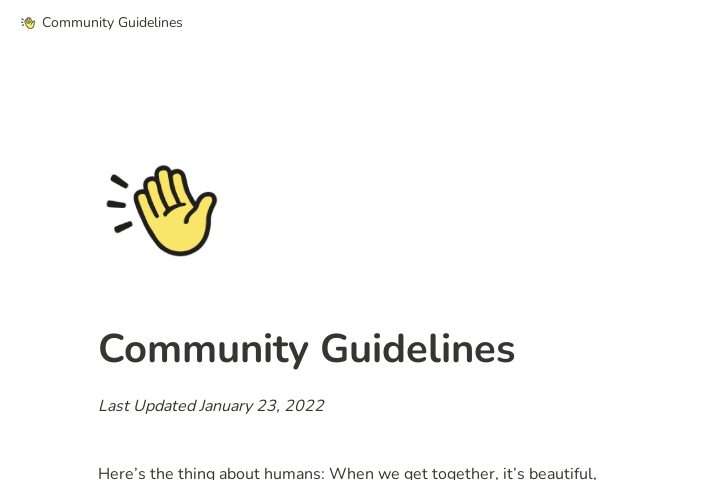 Community Guidelines
Community Guidelines
Last Updated January 23, 2022
Here’s the thing about humans: When we get together, it’s beautiful,